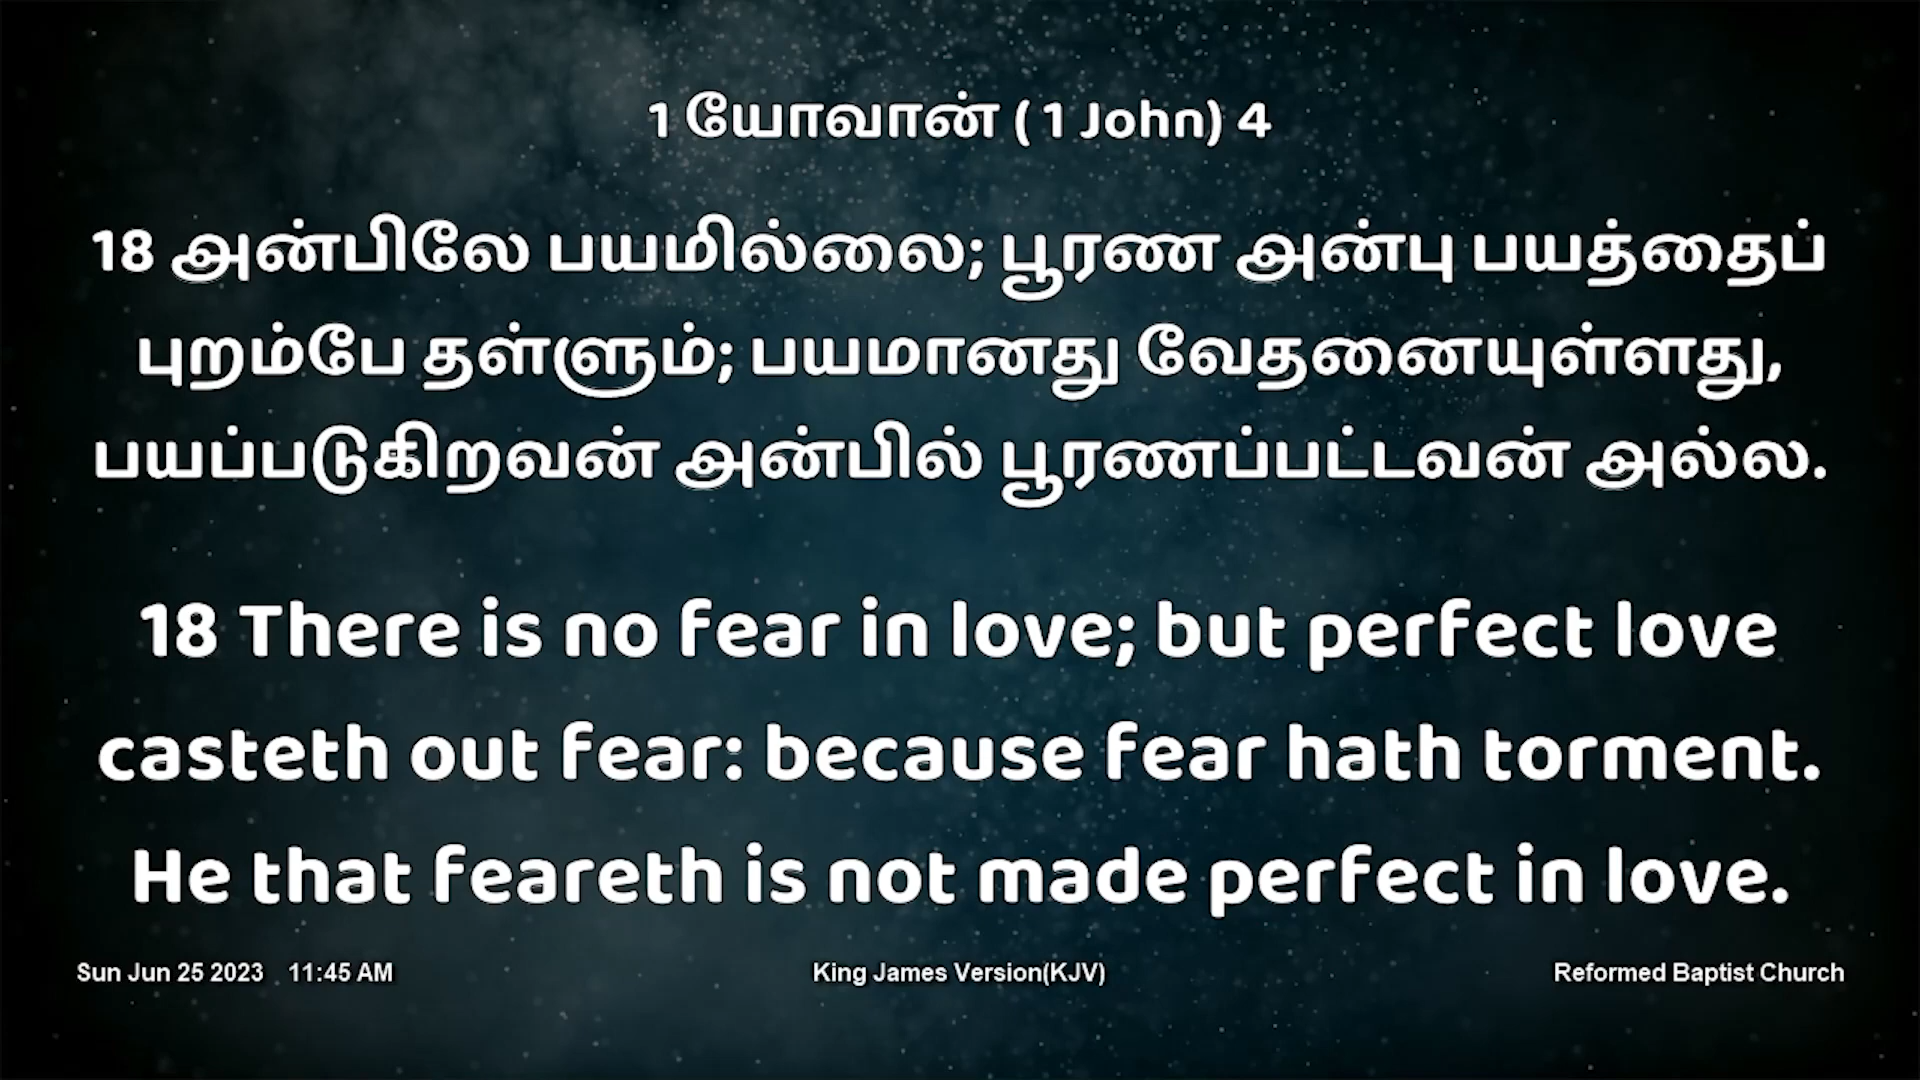 1 யோவான் ( 1 John) 4
18 அன்பிலே பயமில்லை; பூரண அன்பு பயத்தைப்
புறம்பே தள்ளும்; பயமானது வேதனையுள்ளது,
பயப்படுகிறவன் அன்பில் பூரணப்பட்டவன் அல்ல.
18 There is no fear in love; but perfect love
casteth out fear: because fear hath torment.
He that feareth is not made perfect in love.
Sun Jun 25 2023 11:45 AM King James Version(KJV) Reformed Baptist Church